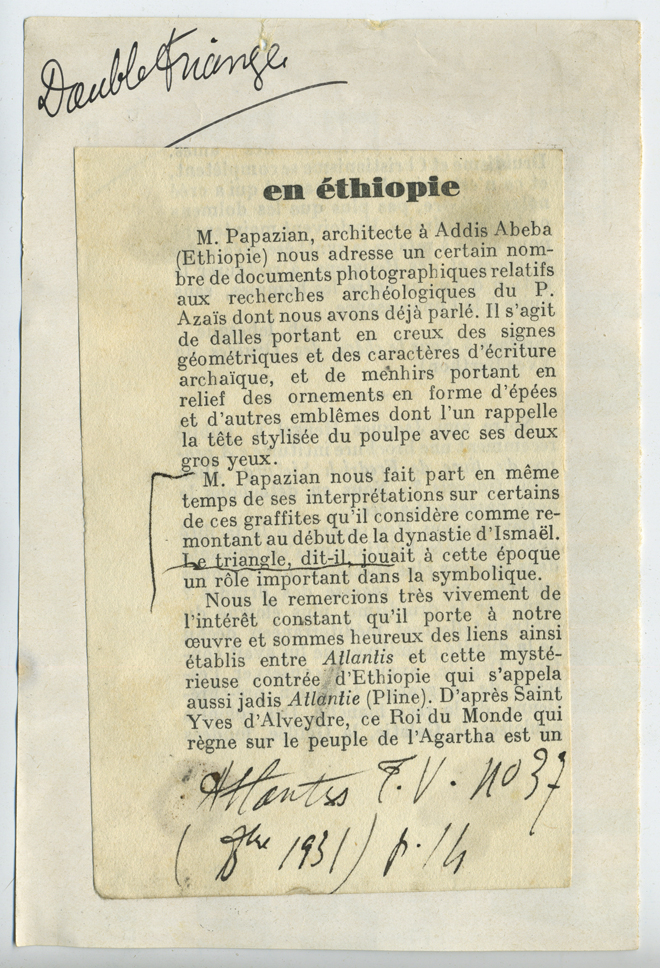 Double triangle
en éthiopie
M. Papazian, architecte à Addis Abeba
(Ethiopie) nous adresse un certain nom-
bre de documents photographiques relatifs
aux recherches archéologiques du P.
Azaïs dont nous avons déjà parlé. Il s'agit
de dalles portant en creux des signes
géométriques et des caractères d'écriture
archaïque, et de menhirs portant en
relief des ornements en forme d'épées
et d'autres emblêmes dont l'un rappelle
la tête stylisée du poulpe avec ses deux
gros yeux.
M. Papazian nous fait part en même
temps de ses interprétations sur certains
de ces graffites qu'il considère comme re-
montant au début de la dynastie d'Ismaël.
Le triangle, dit-il, jouait à cette époque
un rôle important dans la symbolique.
Nous le remercions très vivement de
l'intérêt constant qu'il porte à notre
œuvre et sommes heureux des liens ainsi
établis entre Atlantis et cette mysté-
rieuse contrée d'Ethiopie qui s'appela
aussi jadis Atlantie (Pline). D'après Saint
Yves d'Alveydre, ce Roi du Monde qui
règne sur le peuple de l'Agartha est un
Atlantis T. V. no 37
( 1931) p. 14